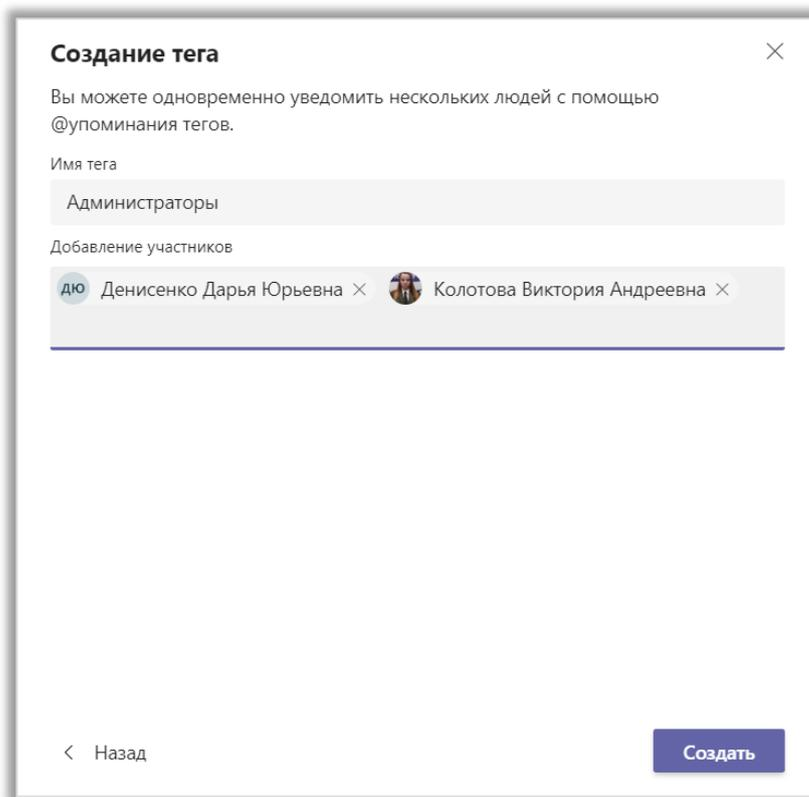 Создание тега
Вы можете одновременно уведомить нескольких людей с помощью
@упоминания тегов.
Имя тега
Администраторы
Добавление участников
ДЮ Денисенко Дарья Юрьевна Колотова Виктория Андреевна
Назад Создать